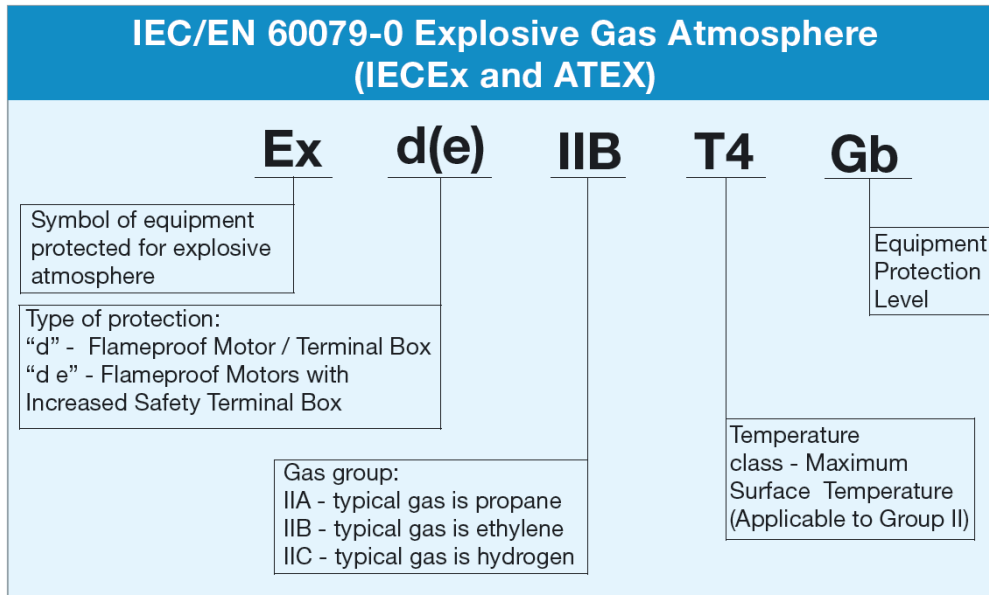 IEC/EN 60079-0 Explosive Gas Atmosphere
(IECEx and ATEX)
Ex d(e) IIB T4 Gb
Symbol of equipment
protected for explosive
atmosphere
Equipment
Protection
Level
Type of protection:
“d” - Flameproof Motor / Terminal Box
“d e” - Flameproof Motors with
Increased Safety Terminal Box
Temperature
class - Maximum
Surface Temperature
(Applicable to Group II)
Gas group:
IIA - typical gas is propane
IIB - typical gas is ethylene
IIC - typical gas is hydrogen